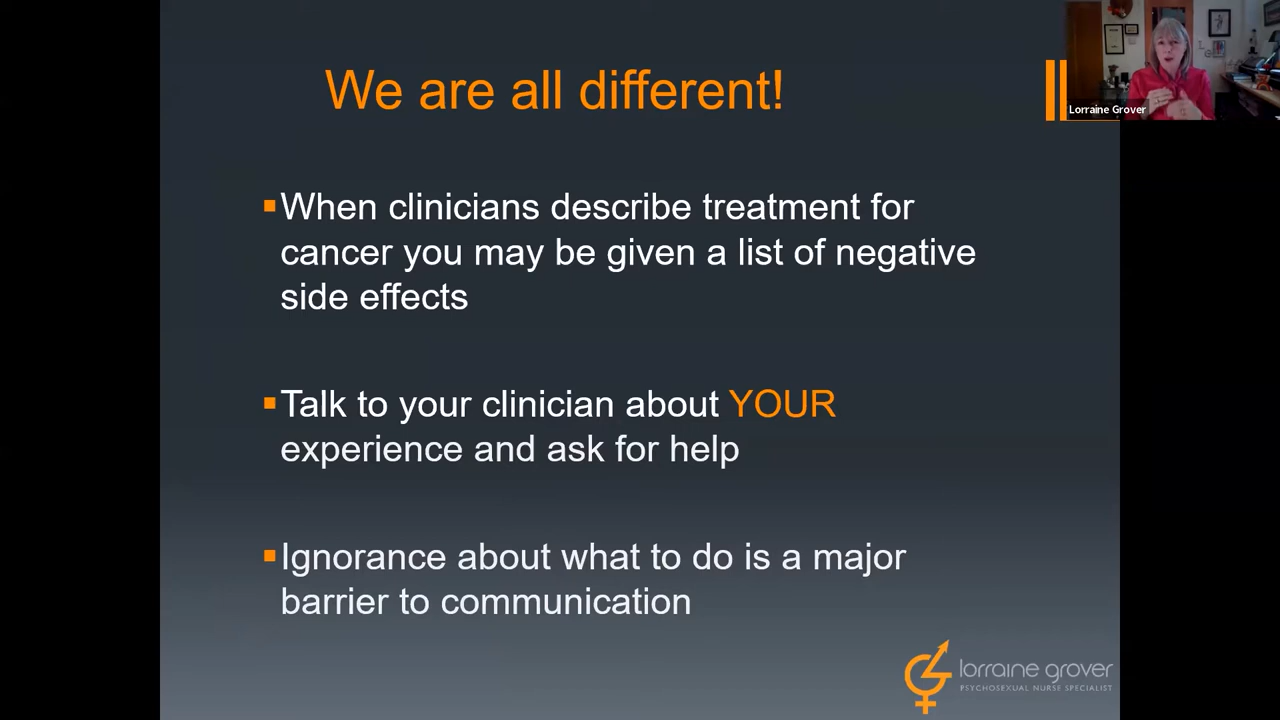 We are all different!
Lorraine Grover
When clinicians describe treatment for
cancer you may be given a list of negative
side effects
Talk to your clinician about YOUR
experience and ask for help
Ignorance about what to do is a major
barrier to communication
lorraine grover
PSYCHOSEXUAL NURSE SPECIALIST